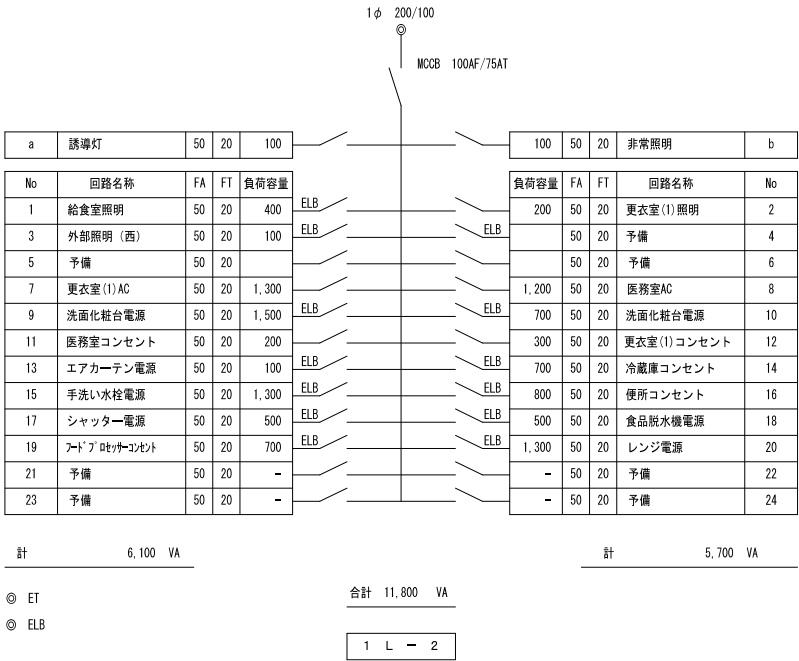 1φ 200/100
MCCB 100AF/75AT
a 誘導灯 50 20 100
100 50 20 非常照明 b
No 回路名称 FA FT 負荷容量
負荷容量 FA FT 回路名称 No
1 給食室照明 50 20 400 ELB
200 50 20 更衣室(1)照明 2
3 外部照明（西） 50 20 100 ELB
ELB 50 20 予備 4
5 予備 50 20
50 20 予備 6
7 更衣室(1)AC 50 20 1,300
1,200 50 20 医務室AC 8
9 洗面化粧台電源 50 20 1,500 ELB
ELB 700 50 20 洗面化粧台電源 10
11 医務室コンセント 50 20 200
300 50 20 更衣室(1)コンセント 12
13 エアカーテン電源 50 20 100 ELB
ELB 700 50 20 冷蔵庫コンセント 14
15 手洗い水栓電源 50 20 1,300 ELB
ELB 800 50 20 便所コンセント 16
17 シャッター電源 50 20 500 ELB
ELB 500 50 20 食品脱水機電源 18
19 ﾌｰﾄﾞﾌﾟﾛｾｯｻｰｺﾝｾﾝﾄ 50 20 700 ELB
ELB 1,300 50 20 レンジ電源 20
21 予備 50 20 －
－ 50 20 予備 22
23 予備 50 20 －
－ 50 20 予備 24
計 6,100 VA
計 5,700 VA
◎ ET
合計 11,800 VA
◎ ELB
1 L － 2